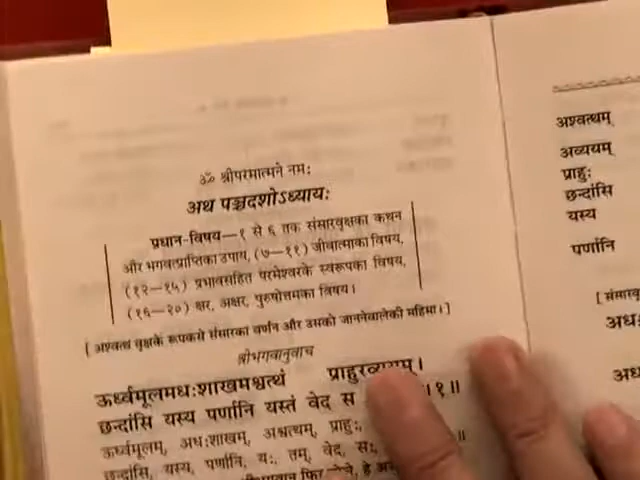 ॐ श्रीपरमात्मने नमः
अथ पञ्चदशोऽध्यायः
प्रधान-विषय—१ से ६ तक संसारवृक्षका कथन
और भगवत्प्राप्तिका उपाय, (७—११) जीवात्माका विषय,
(१२—१५) प्रभावसहित परमेश्वरके स्वरूपका विषय,
(१६—२०) क्षर, अक्षर, पुरुषोत्तमका विषय।
[ अश्वत्थ वृक्षके रूपकसे संसारका वर्णन और उसको जाननेवालेकी महिमा। ]
श्रीभगवानुवाच
ऊर्ध्वमूलमधःशाखमश्वत्थं प्राहुरव्ययम्।
छन्दांसि यस्य पर्णानि यस्तं वेद स १॥
ऊर्ध्वमूलम्, अधःशाखम्, अश्वत्थम्, प्राहुः,
छन्दांसि, यस्य, पर्णानि, यः, तम्, वेद, सः, ॥
फिर बोले, हे
अश्वत्थम्
अव्ययम्
प्राहुः
छन्दांसि
यस्य
पर्णानि
[ संसारवृ
अधः
अध